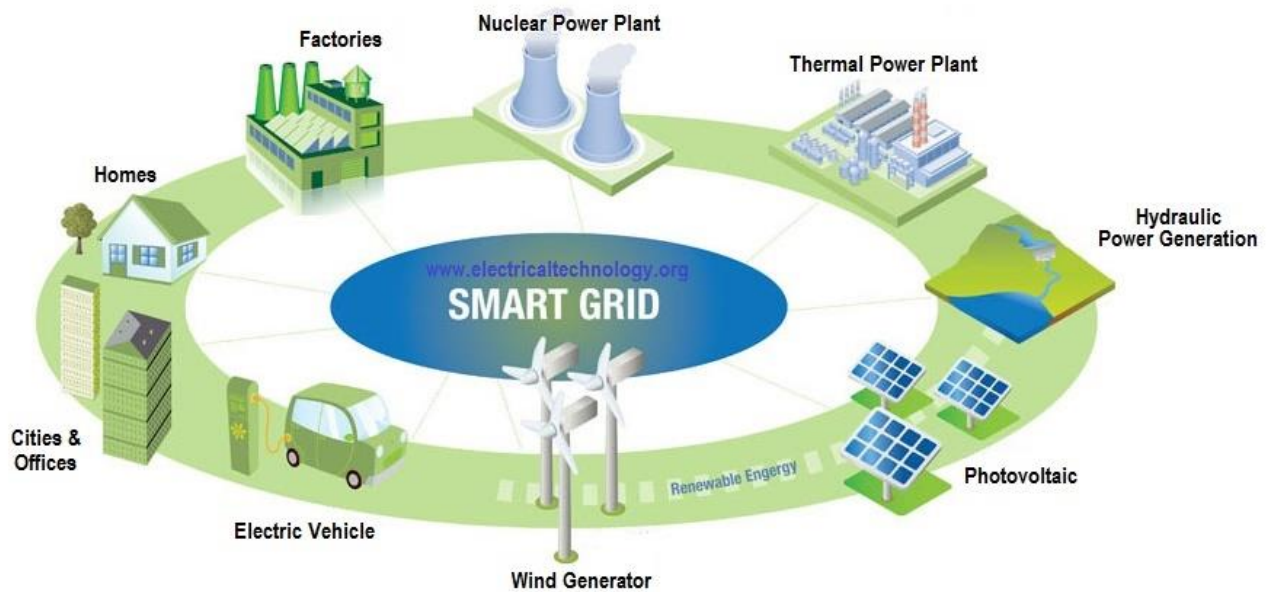 Nuclear Power Plant
Factories
Thermal Power Plant
Homes
Hydraulic
Power Generation
www.electricaltechnology.org
SMART GRID
Cities &
Offices
Renewable Engergy
Photovoltaic
Electric Vehicle
Wind Generator